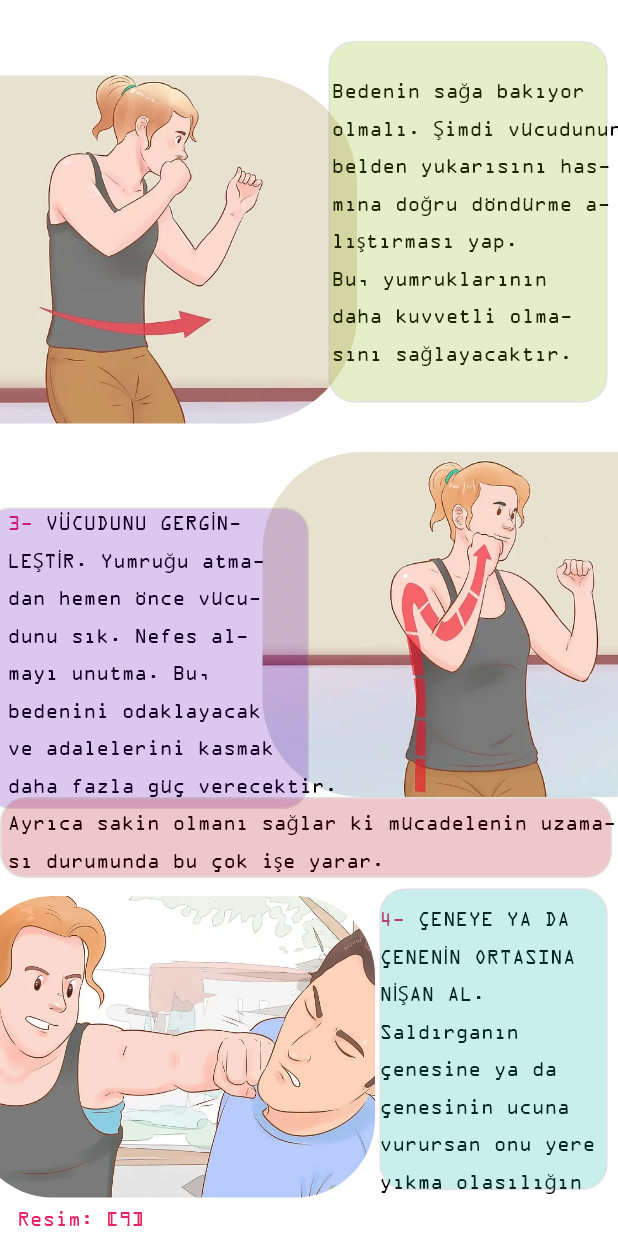 Bedenin sağa bakıyor
olmalı. Şimdi vücudunun
belden yukarısını has-
mına doğru döndürme a-
lıştırması yap.
Bu, yumruklarının
daha kuvvetli olma-
sını sağlayacaktır.
3- VÜCUDUNU GERGİN-
LEŞTİR. Yumruğu atma-
dan hemen önce vücu-
dunu sık. Nefes al-
mayı unutma. Bu,
bedenini odaklayacak
ve adalelerini kasmak
daha fazla güç verecektir.
Ayrıca sakin olmanı sağlar ki mücadelenin uzama-
sı durumunda bu çok işe yarar.
4- ÇENEYE YA DA
ÇENENİN ORTASINA
NİŞAN AL.
Saldırganın
çenesine ya da
çenesinin ucuna
vurursan onu yere
yıkma olasılığın
Resim: [9]